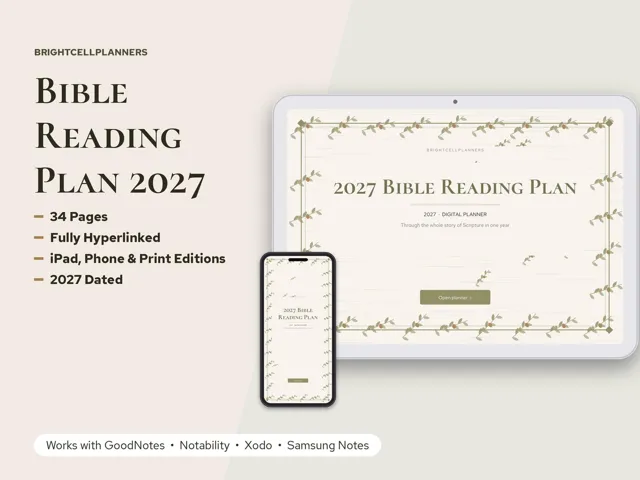 BRIGHTCELLPLANNERS
Bible
Reading
Plan 2027
34 Pages
Fully Hyperlinked
iPad, Phone & Print Editions
2027 Dated
BRIGHTCELLPLANNERS
2027 Bible Reading Plan
2027 · DIGITAL PLANNER
Through the whole story of Scripture in one year
Open planner
2027 Bible
Reading Plan
Works with GoodNotes • Notability • Xodo • Samsung Notes